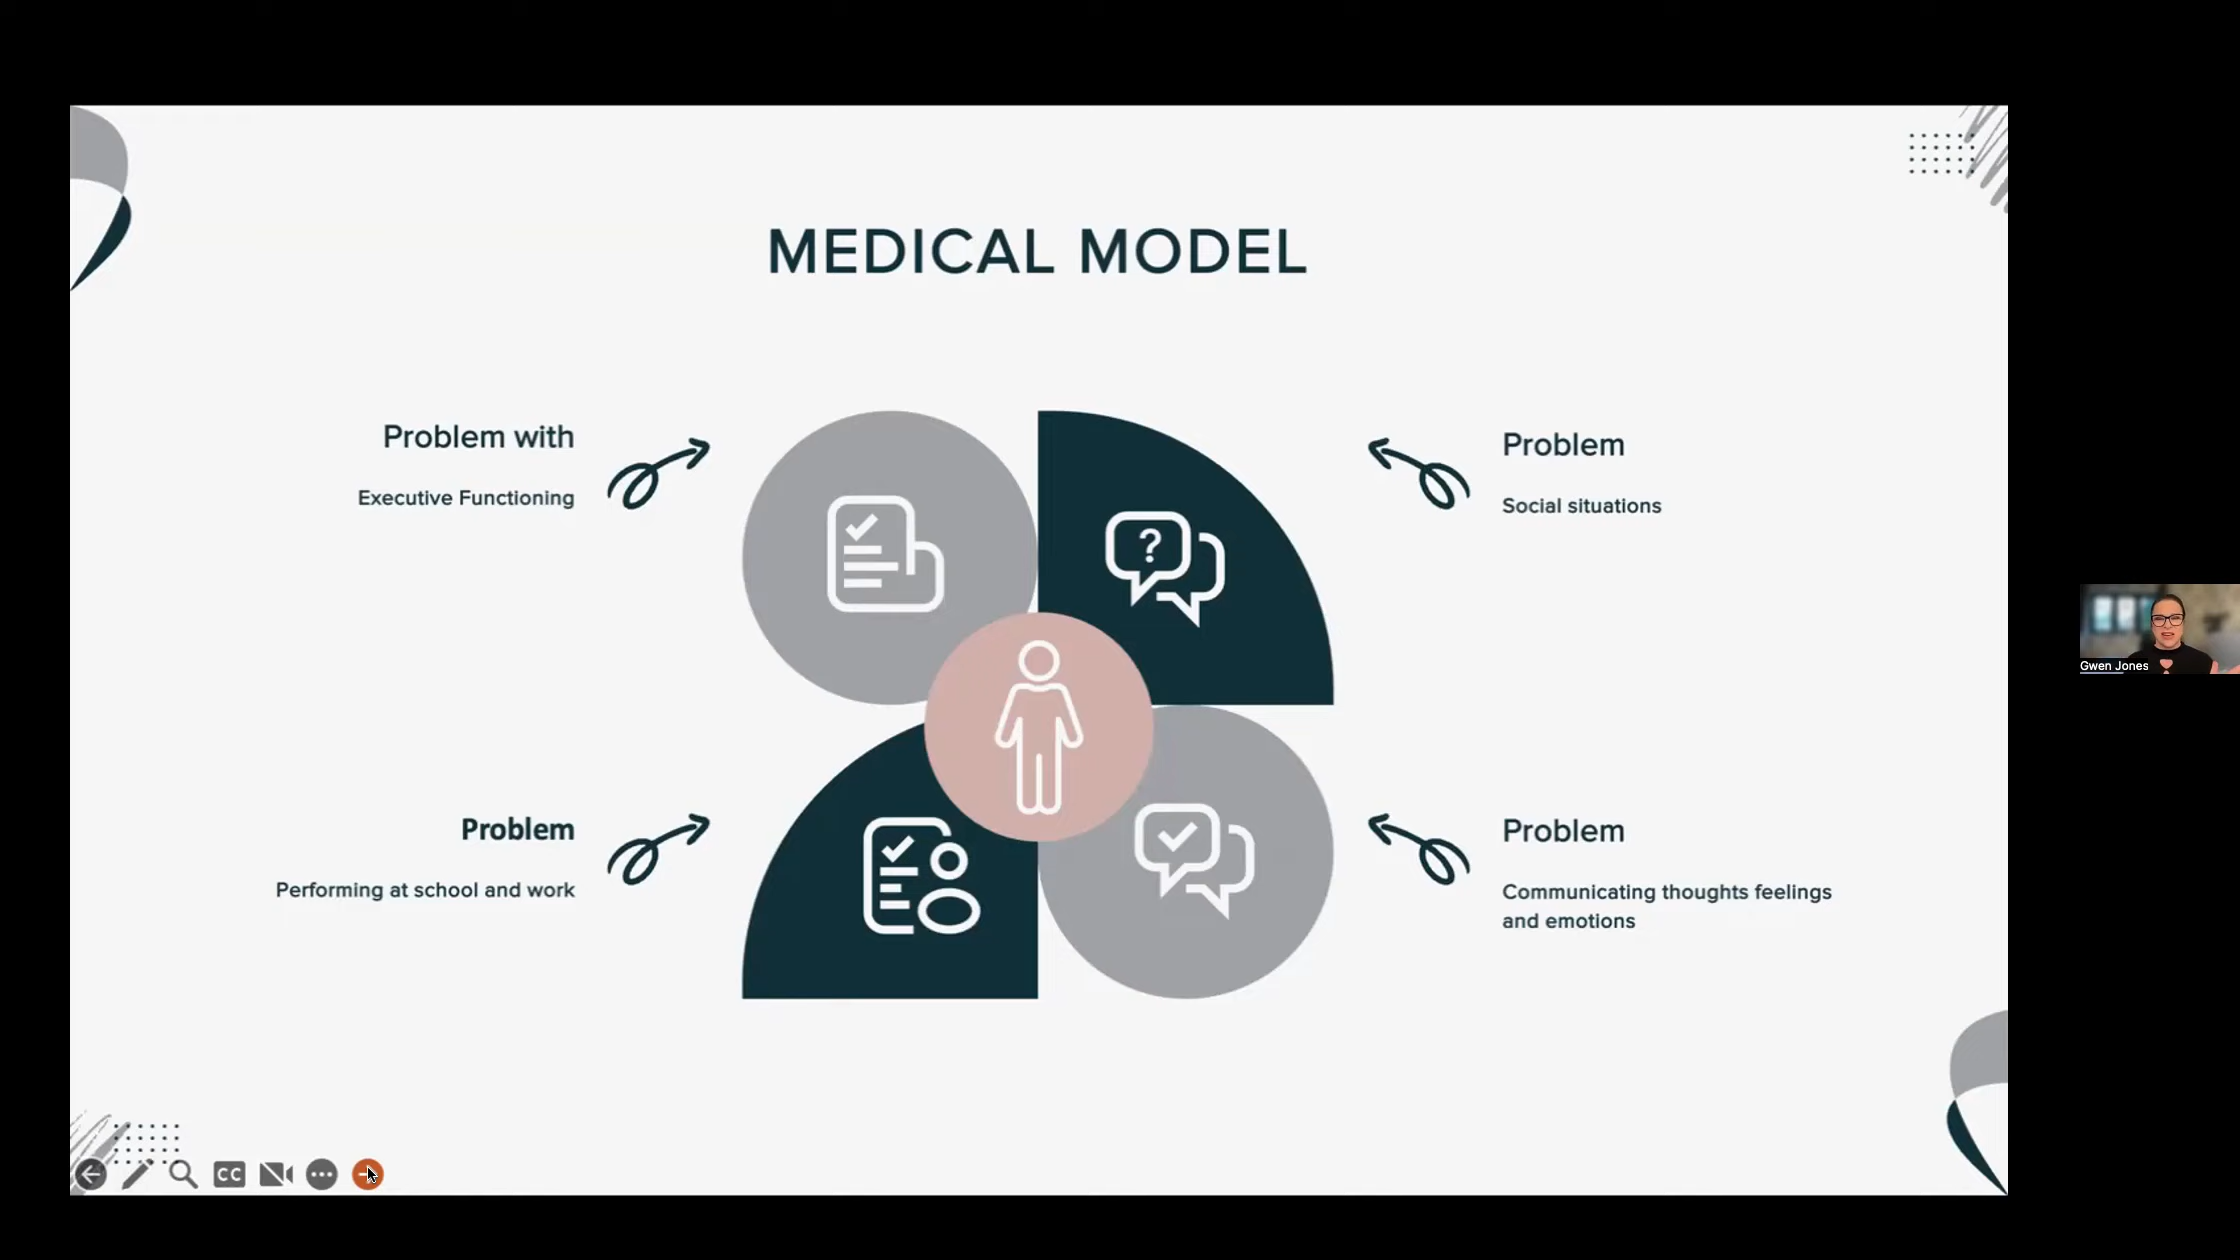 MEDICAL MODEL
Problem with
Executive Functioning
Problem
Social situations
?
Problem
Performing at school and work
Problem
Communicating thoughts feelings
and emotions
Gwen Jones
CC